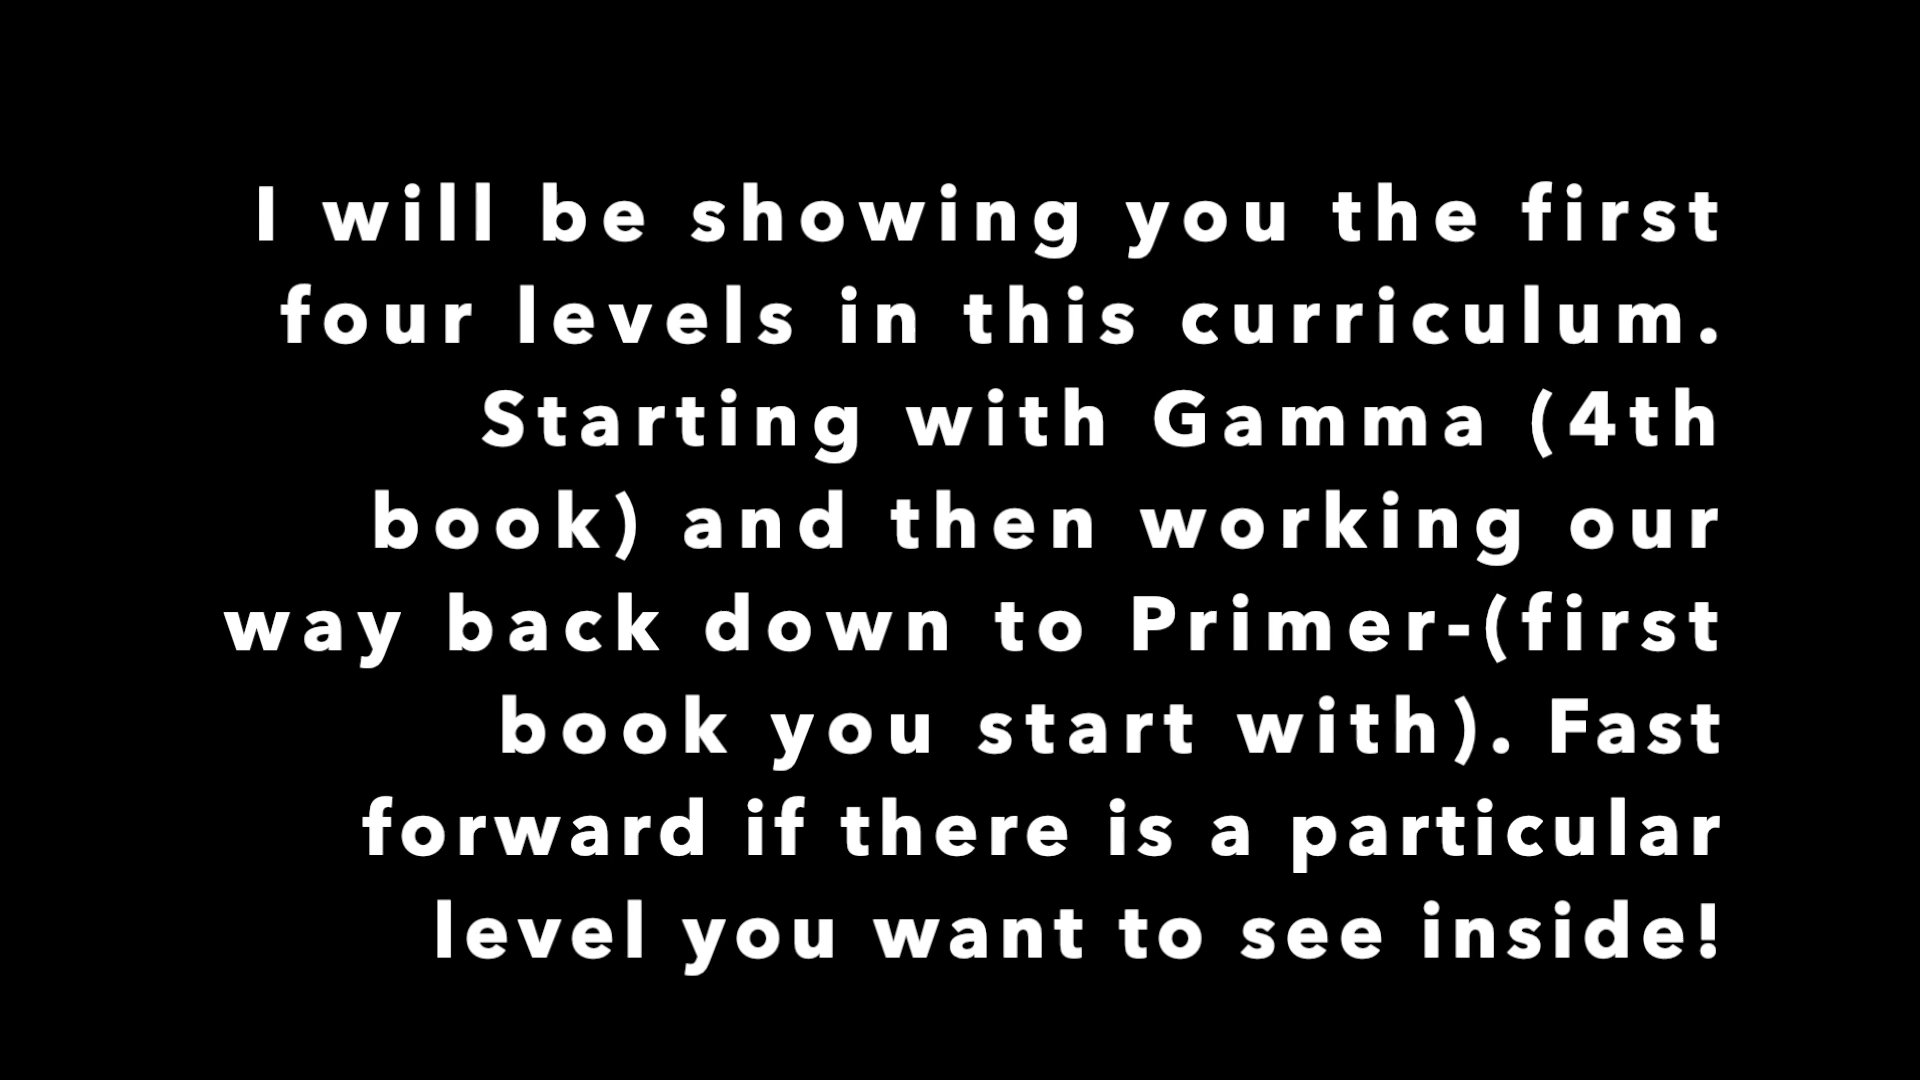 I will be showing you the first
four levels in this curriculum.
Starting with Gamma (4th
book) and then working our
way back down to Primer-(first
book you start with). Fast
forward if there is a particular
level you want to see inside!